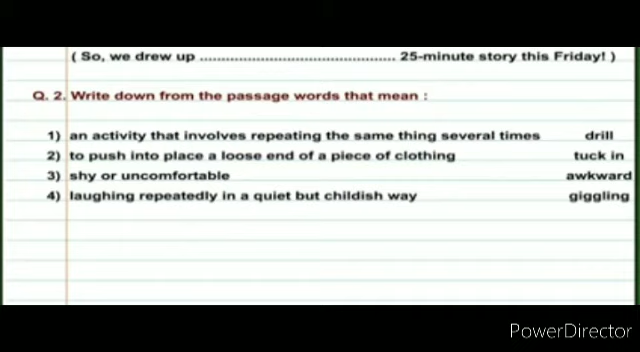 ( So, we drew up ............................................... 25-minute story this Friday! )
Q. 2. Write down from the passage words that mean :
1) an activity that involves repeating the same thing several times drill
2) to push into place a loose end of a piece of clothing tuck in
3) shy or uncomfortable awkward
4) laughing repeatedly in a quiet but childish way giggling
PowerDirector